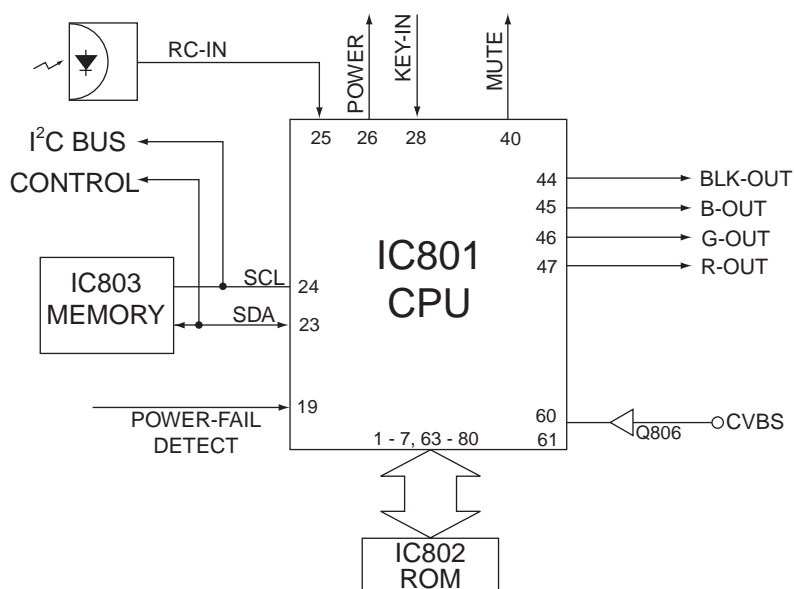 RC-IN
POWER
KEY-IN
MUTE
25
26
28
40
I²C BUS
CONTROL
44
BLK-OUT
45
B-OUT
46
G-OUT
47
R-OUT
IC801
CPU
IC803
MEMORY
SCL
24
SDA
23
19
POWER-FAIL
DETECT
60
61
Q806
CVBS
1 - 7, 63 - 80
IC802
ROM